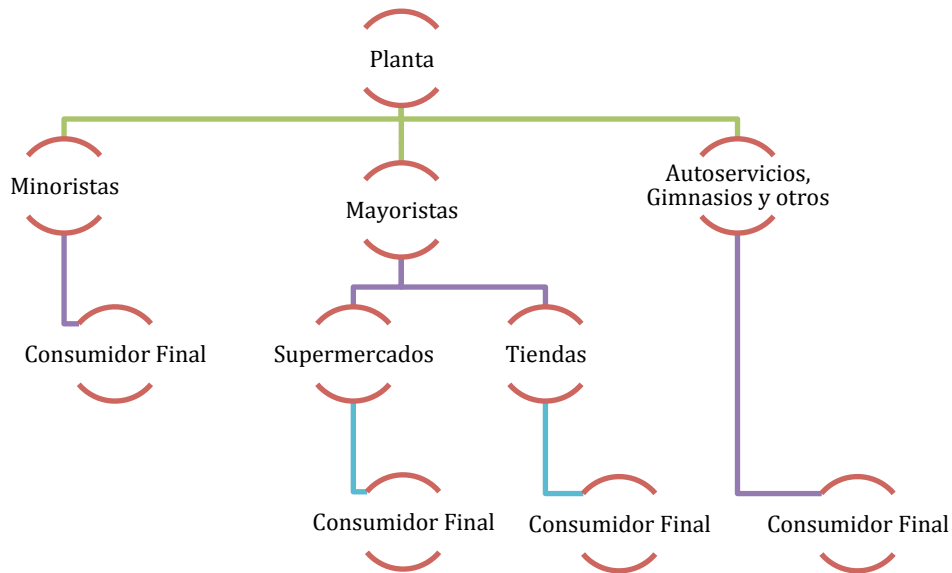 Planta
Minoristas
Mayoristas
Autoservicios,
Gimnasios y otros
Consumidor Final
Supermercados
Tiendas
Consumidor Final
Consumidor Final
Consumidor Final